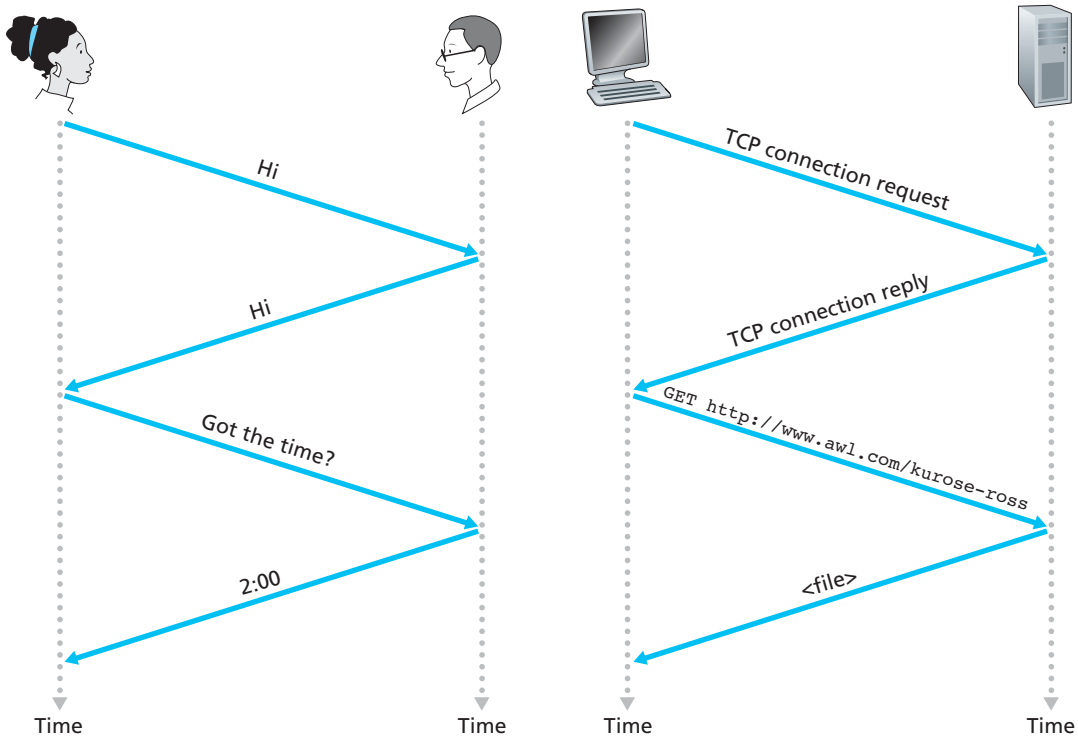 Hi
Hi
Got the time?
2:00
Time
Time
TCP connection request
TCP connection reply
GET http://www.awl.com/kurose-ross
<file>
Time
Time